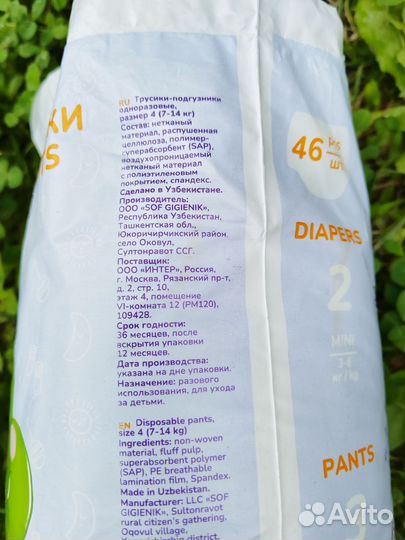 КИ
S
RU Трусики-подгузники
одноразовые,
размер 4 (7-14 кг)
Состав: нетканый
материал, распушенная
целлюлоза, полимер-
суперабсорбент (SAP),
воздухопроницаемый
нетканый материал
с полиэтиленовым
покрытием, спандекс.
Сделано в Узбекистане.
Производитель:
ООО «SOF GIGIENIK»,
Республика Узбекистан,
Ташкентская обл.,
Юкоричирчикский район,
село Оковул,
Султонравот ССГ.
Поставщик:
ООО «ИНТЕР», Россия,
г. Москва, Рязанский пр-т,
д. 2, стр. 10,
этаж 4, помещение
VI-комната 12 (РМ120),
109428.
Срок годности:
36 месяцев, после
вскрытия упаковки
12 месяцев.
Дата производства:
указана на дне упаковки.
Назначение: разового
использования, для ухода
за детьми.
EN Disposable pants,
size 4 (7-14 kg)
Ingredients: non-woven
material, fluff pulp,
superabsorbent polymer
(SAP), PE breathable
lamination film, Spandex.
Made in Uzbekistan.
Manufacturer: LLC «SOF
GIGIENIK», Sultonravot
rural citizen's gathering,
Oqovul village,
46 pcs
шт
DIAPERS
2
MINI
3-6
кг / kg
PANTS
3
Avito